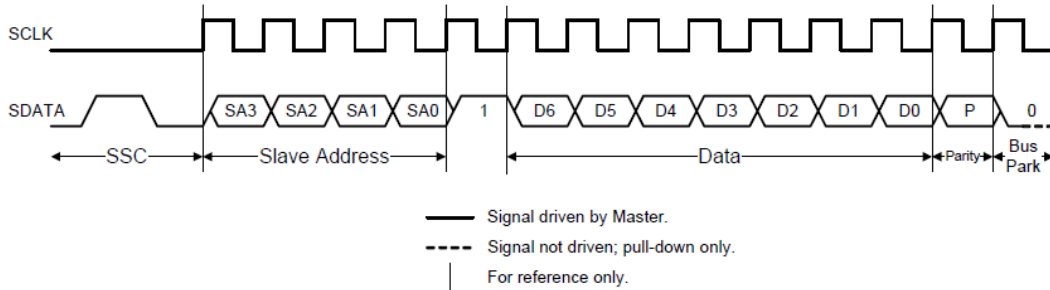 SCLK
SDATA SA3 SA2 SA1 SA0 1 D6 D5 D4 D3 D2 D1 D0 P 0
SSC Slave Address Data Parity Bus Park
Signal driven by Master.
Signal not driven; pull-down only.
For reference only.